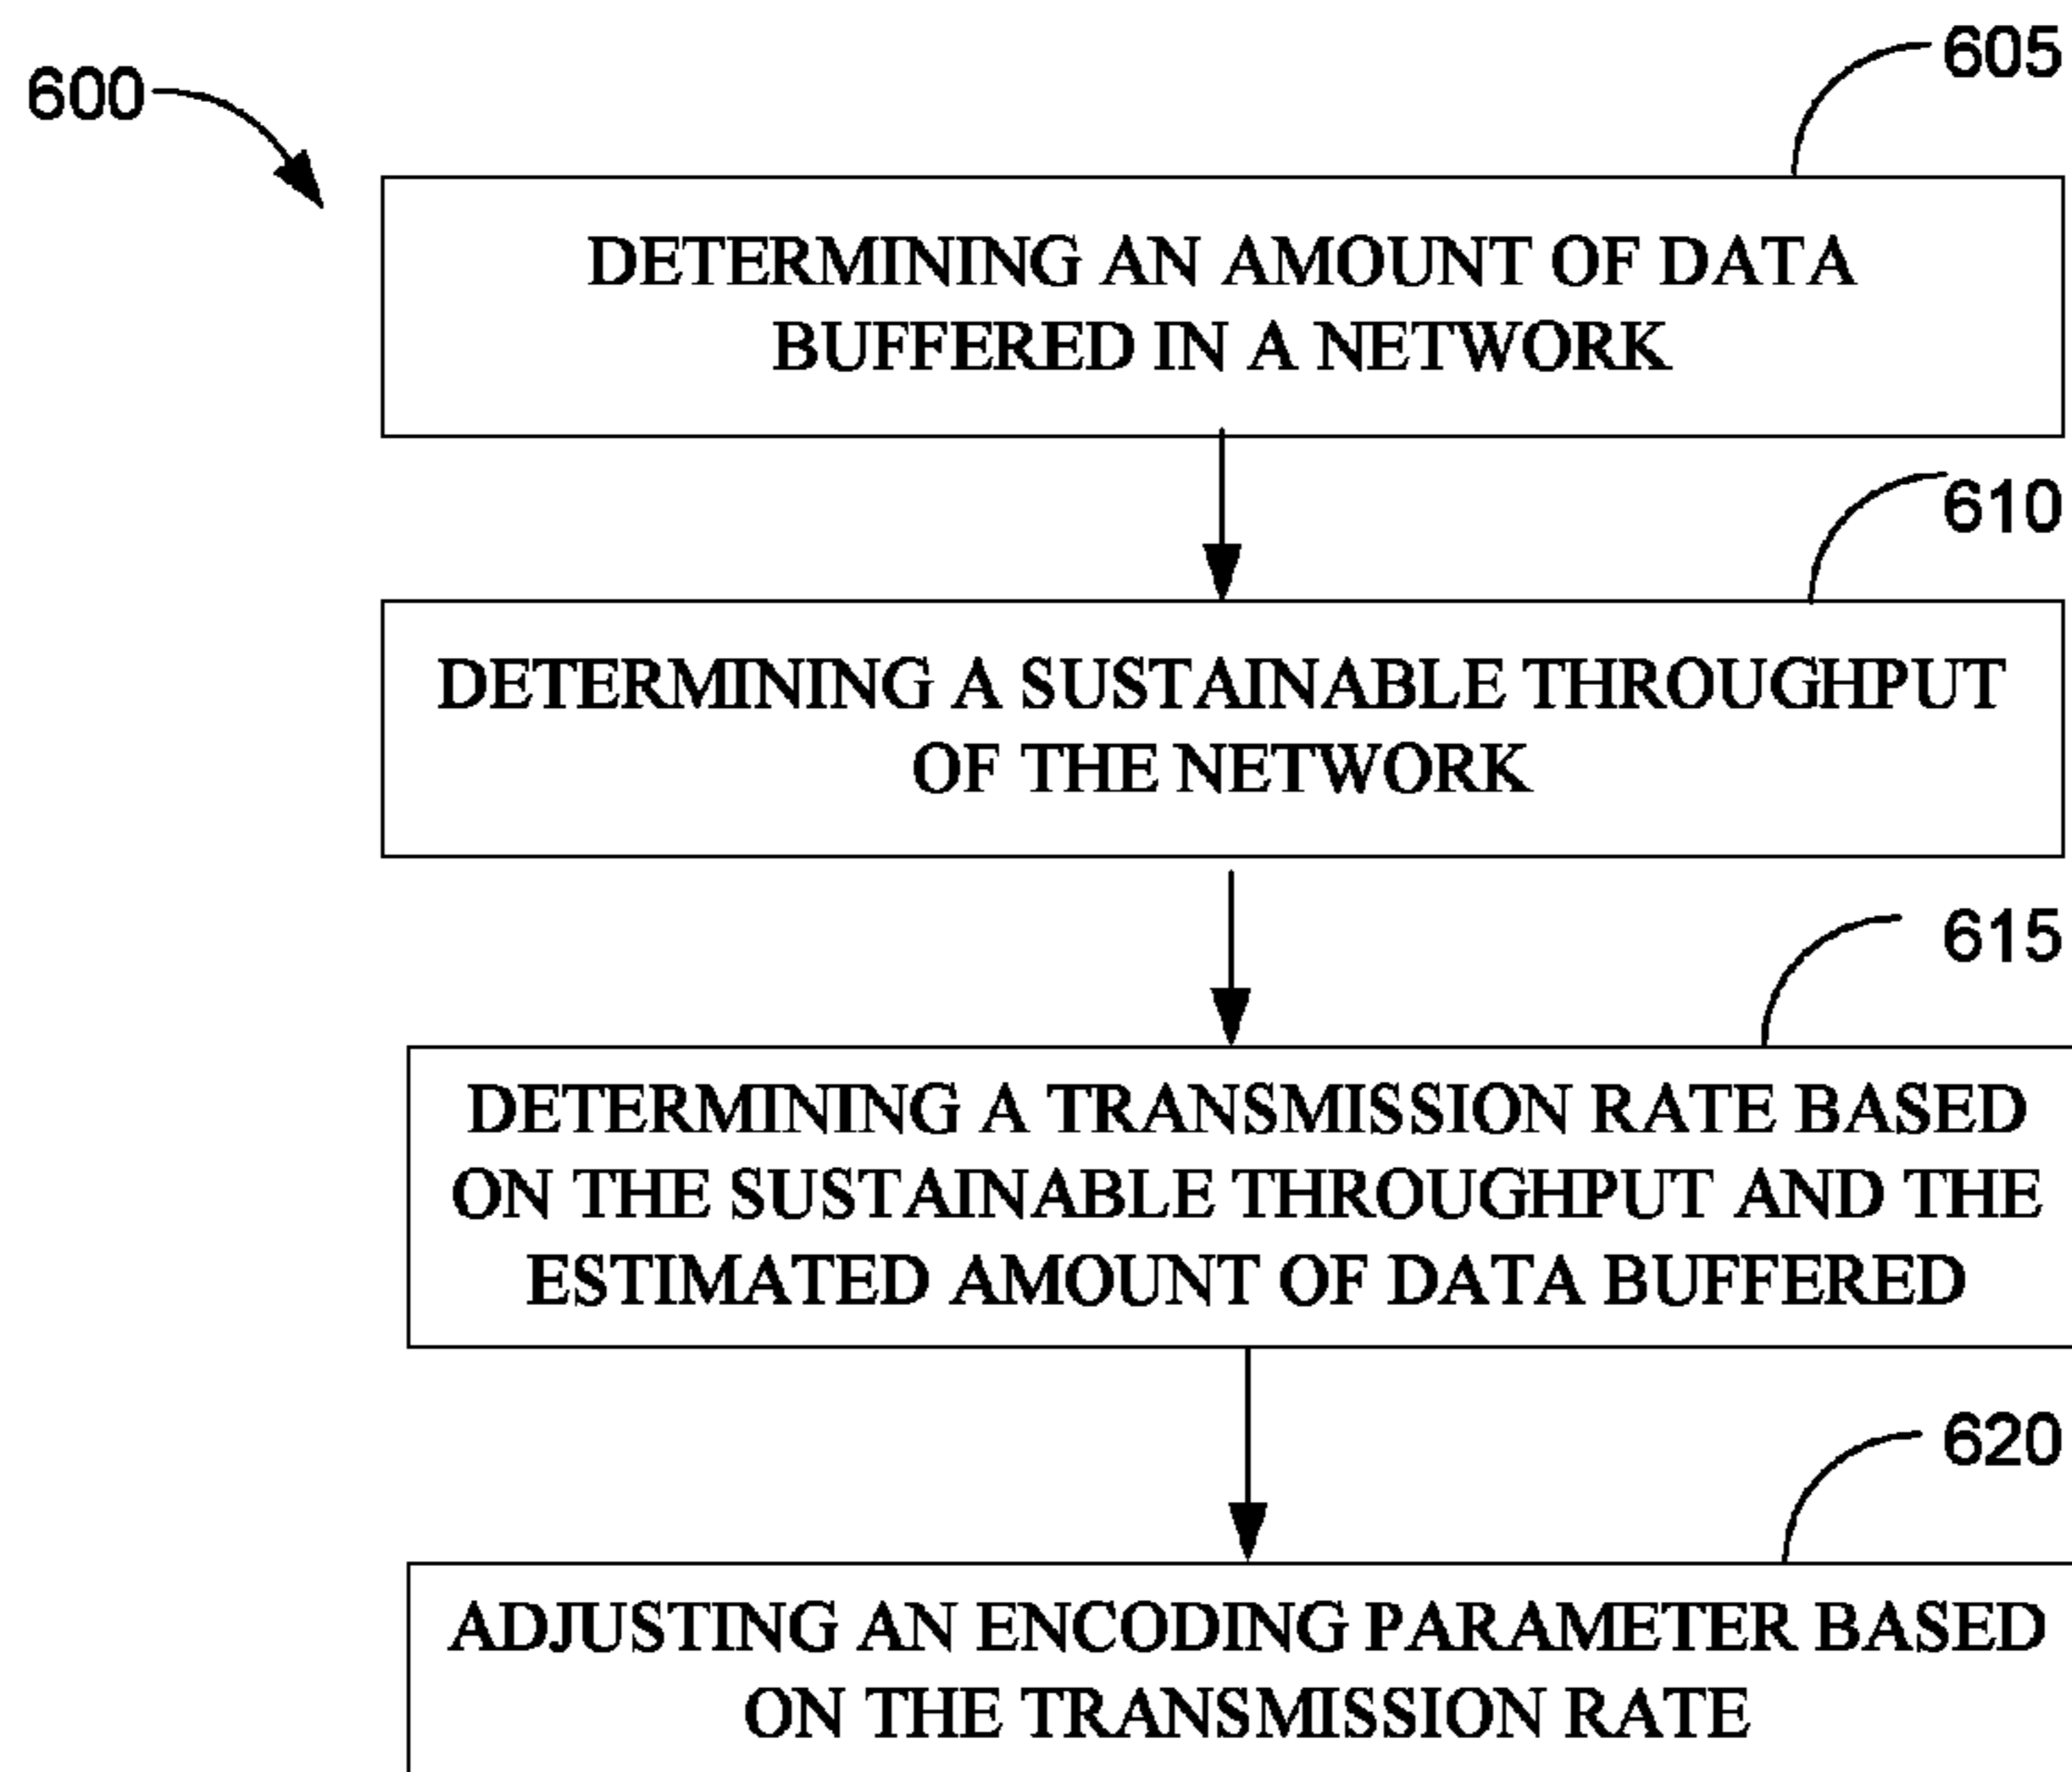 600
605
DETERMINING AN AMOUNT OF DATA
BUFFERED IN A NETWORK
610
DETERMINING A SUSTAINABLE THROUGHPUT
OF THE NETWORK
615
DETERMINING A TRANSMISSION RATE BASED
ON THE SUSTAINABLE THROUGHPUT AND THE
ESTIMATED AMOUNT OF DATA BUFFERED
620
ADJUSTING AN ENCODING PARAMETER BASED
ON THE TRANSMISSION RATE